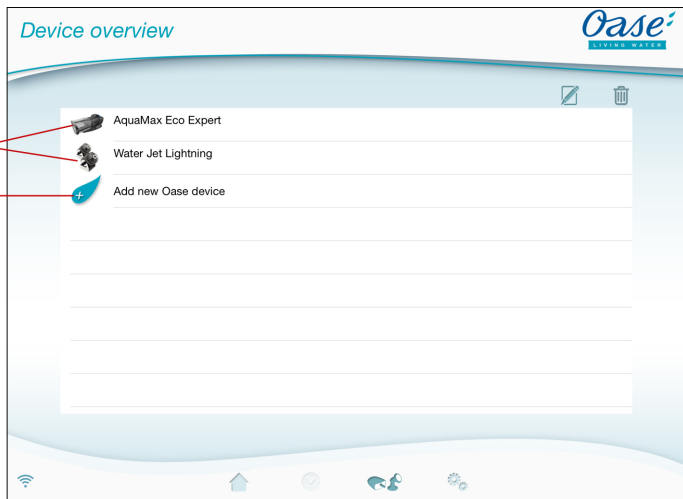 Device overview
Oase
LIVING WATER
AquaMax Eco Expert
Water Jet Lightning
Add new Oase device